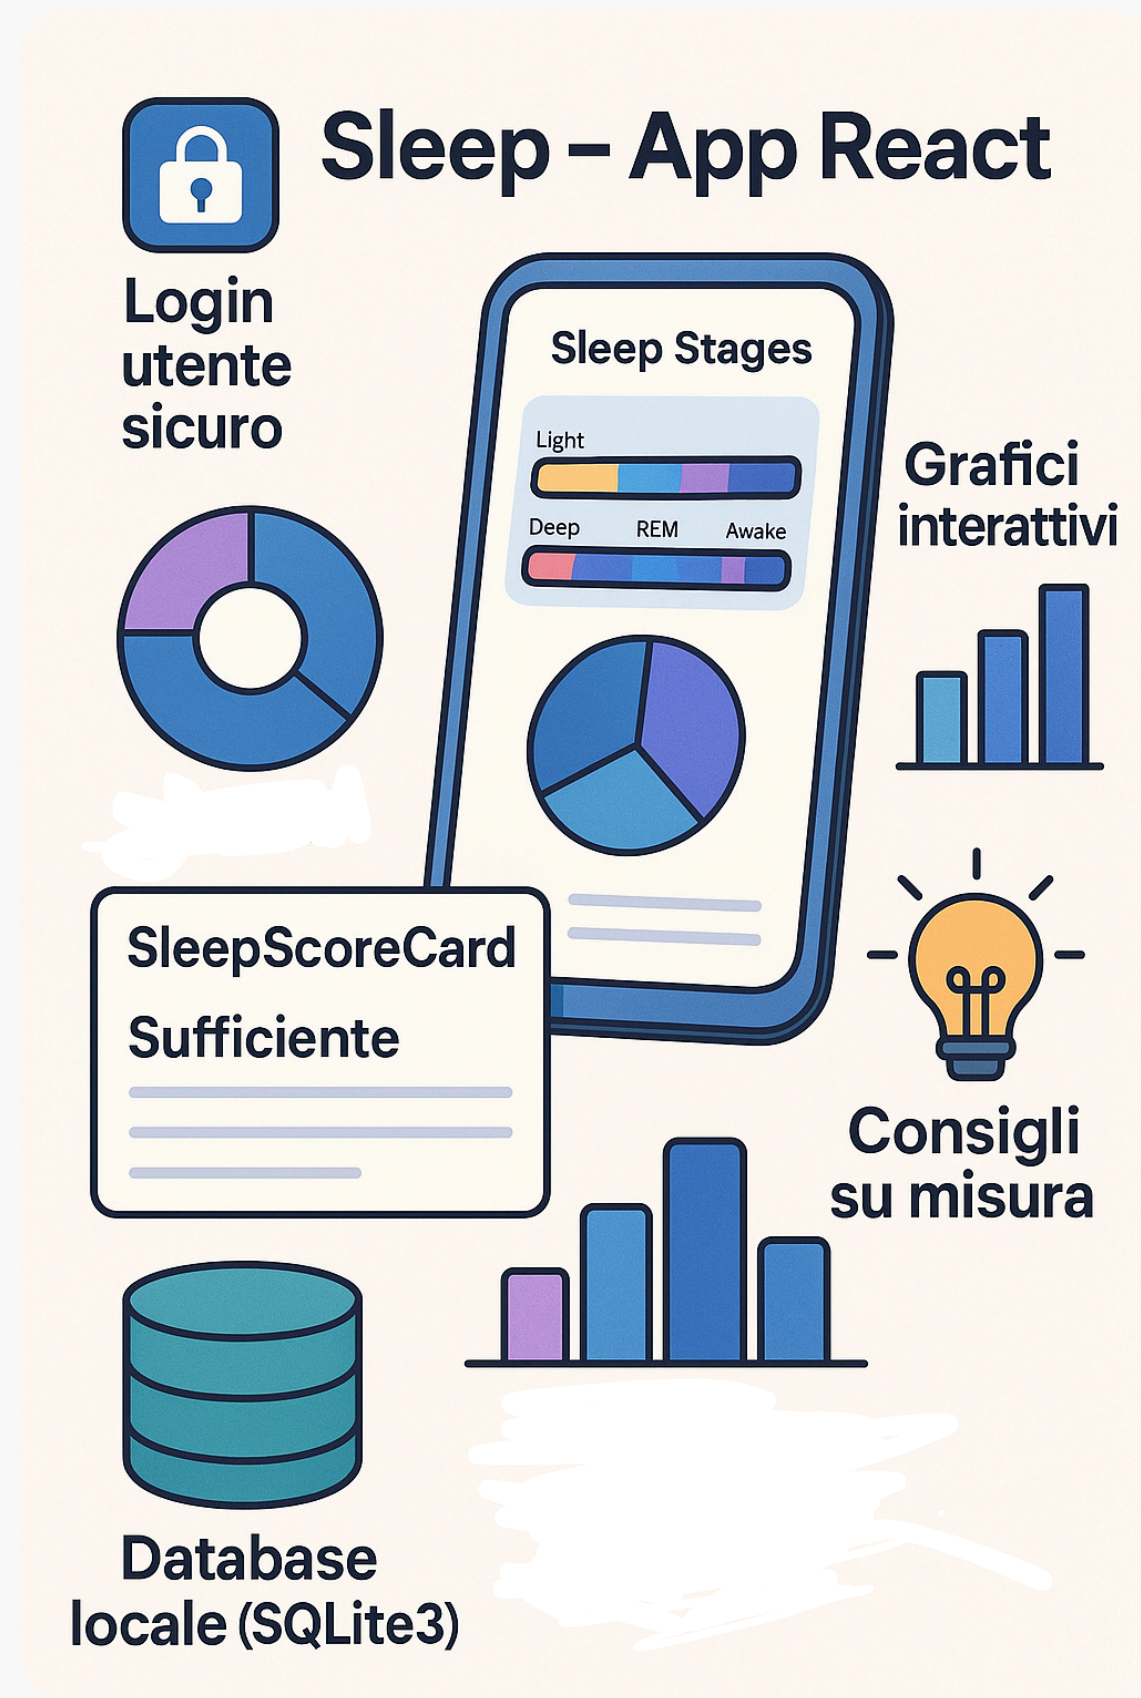 Sleep – App React
Login
utente
sicuro
Sleep Stages
Light
Deep REM Awake
Grafici
interattivi
SleepScoreCard
Sufficiente
Consigli
su misura
Database
locale (SQLite3)